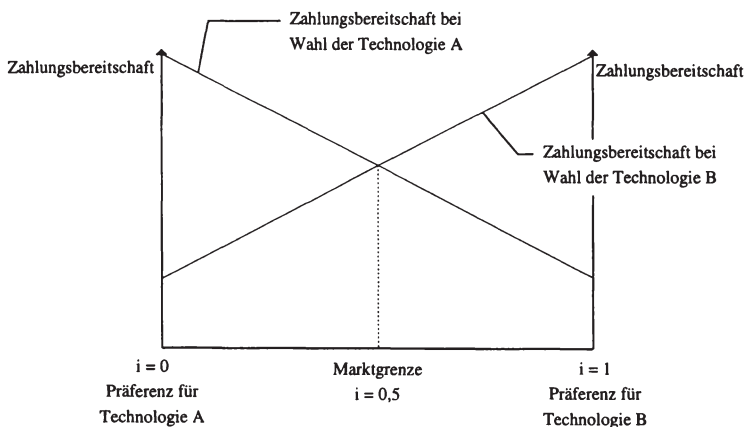 Zahlungsbereitschaft bei
Wahl der Technologie A
Zahlungsbereitschaft
Zahlungsbereitschaft
Zahlungsbereitschaft bei
Wahl der Technologie B
i = 0
Präferenz für
Technologie A
Marktgrenze
i = 0,5
i = 1
Präferenz für
Technologie B